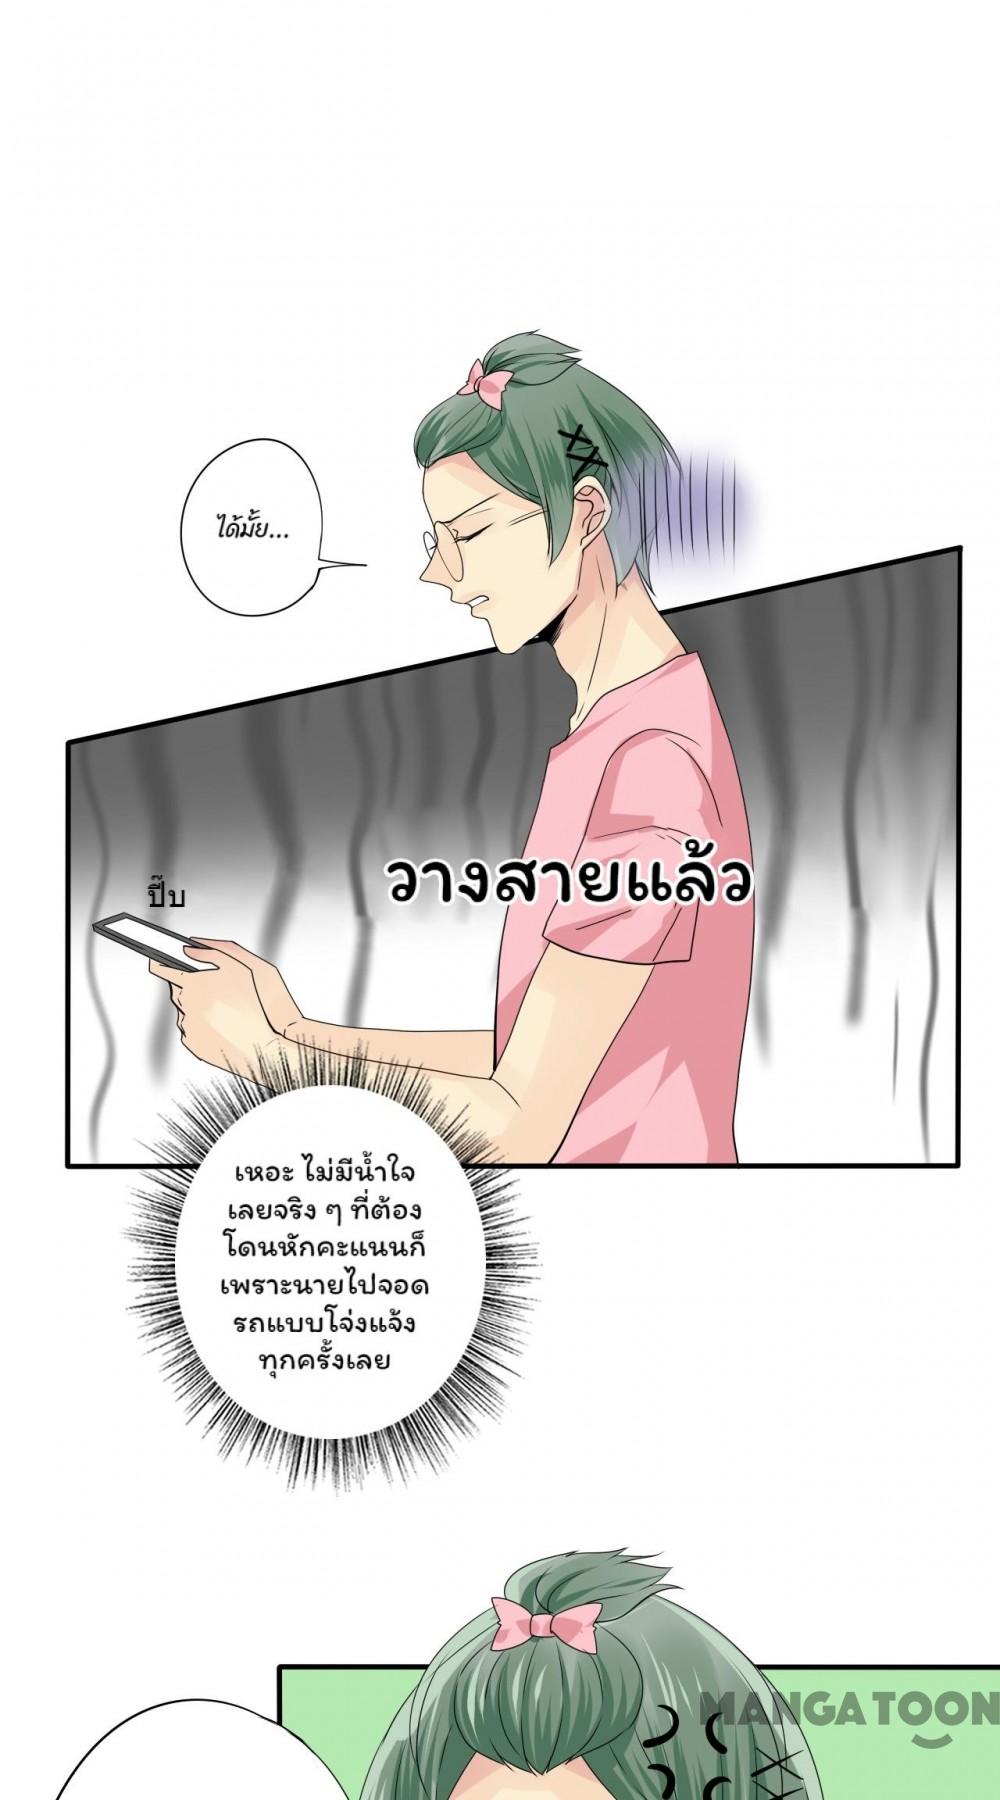 ได้มั้ย...
วางสายแล้ว
ปี๊บ
เหอะ ไม่มีน้ำใจ
เลยจริง ๆ ที่ต้อง
โดนหักคะแนนก็
เพราะนายไปจอด
รถแบบโจ่งแจ้ง
ทุกครั้งเลย
MANGATOON